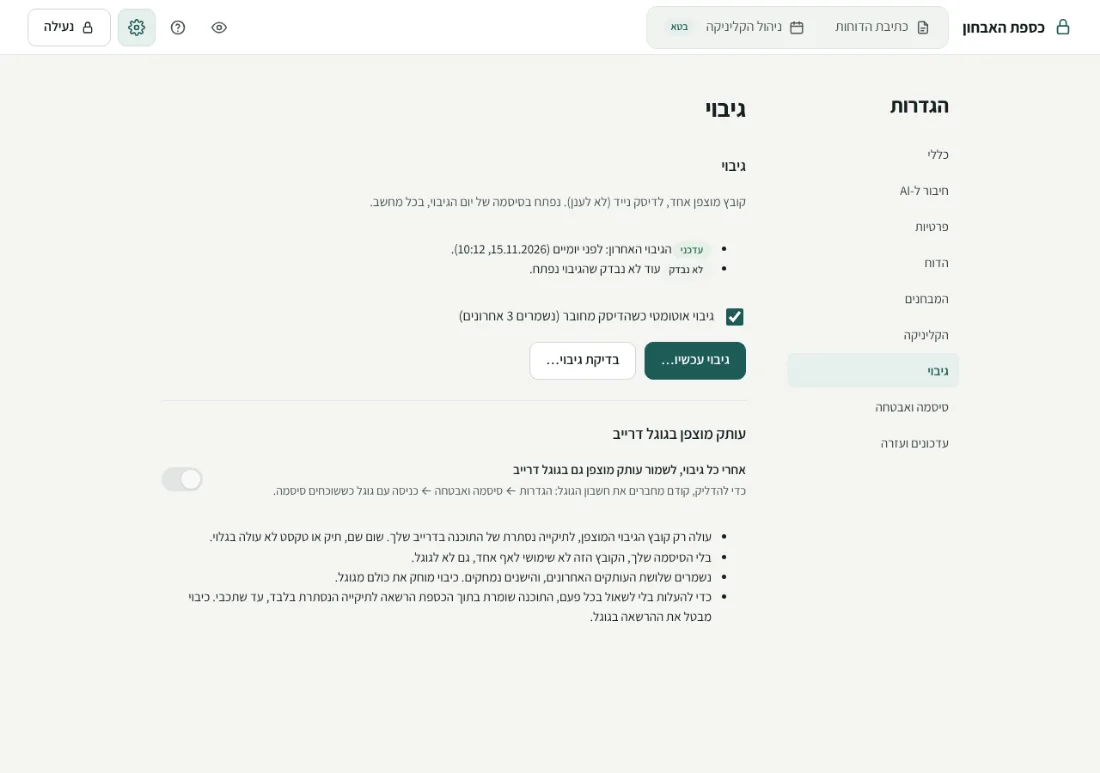 כספת האבחון
כתיבת הדוחות
ניהול הקליניקה
בטא
נעילה
הגדרות
כללי
חיבור ל-AI
פרטיות
הדוח
המבחנים
הקליניקה
גיבוי
סיסמה ואבטחה
עדכונים ועזרה
גיבוי
גיבוי
קובץ מוצפן אחד, לדיסק נייד (לא לענן). נפתח בסיסמה של יום הגיבוי, בכל מחשב.
עדכני הגיבוי האחרון: לפני יומיים (15.11.2026, 10:12).
לא נבדק עוד לא נבדק שהגיבוי נפתח.
גיבוי אוטומטי כשהדיסק מחובר (נשמרים 3 אחרונים)
גיבוי עכשיו...
בדיקת גיבוי...
עותק מוצפן בגוגל דרייב
אחרי כל גיבוי, לשמור עותק מוצפן גם בגוגל דרייב
כדי להדליק, קודם מחברים את חשבון הגוגל: הגדרות ← סיסמה ואבטחה ← כניסה עם גוגל כששוכחים סיסמה.
עולה רק קובץ הגיבוי המוצפן, לתיקייה נסתרת של התוכנה בדרייב שלך. שום שם, תיק או טקסט לא עולה בגלוי.
בלי הסיסמה שלך, הקובץ הזה לא שימושי לאף אחד, גם לא לגוגל.
נשמרים שלושת העותקים האחרונים, והישנים נמחקים. כיבוי מוחק את כולם מגוגל.
כדי להעלות בלי לשאול בכל פעם, התוכנה שומרת בתוך הכספת הרשאה לתיקייה הנסתרת בלבד, עד שתכבי. כיבוי
מבטל את ההרשאה בגוגל.